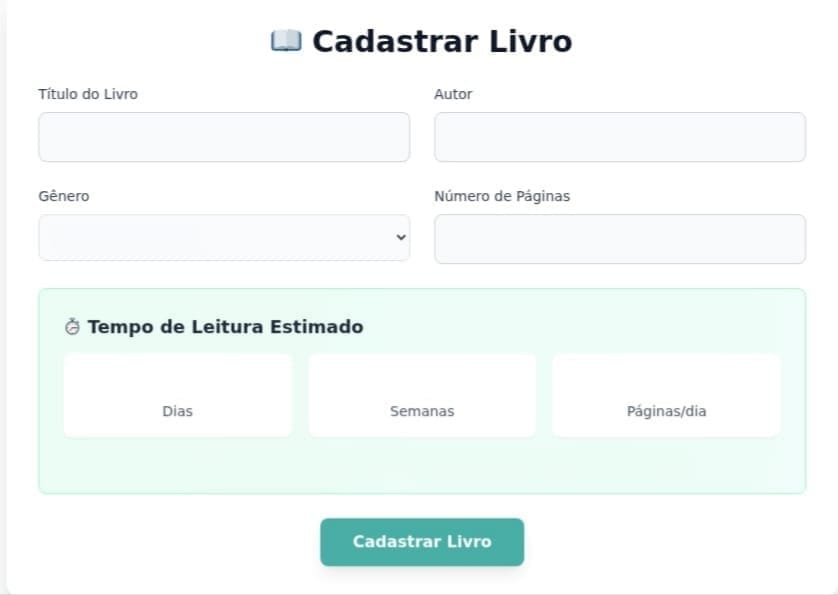 Cadastrar Livro
Título do Livro
Autor
Gênero
Número de Páginas
Tempo de Leitura Estimado
Dias
Semanas
Páginas/dia
Cadastrar Livro